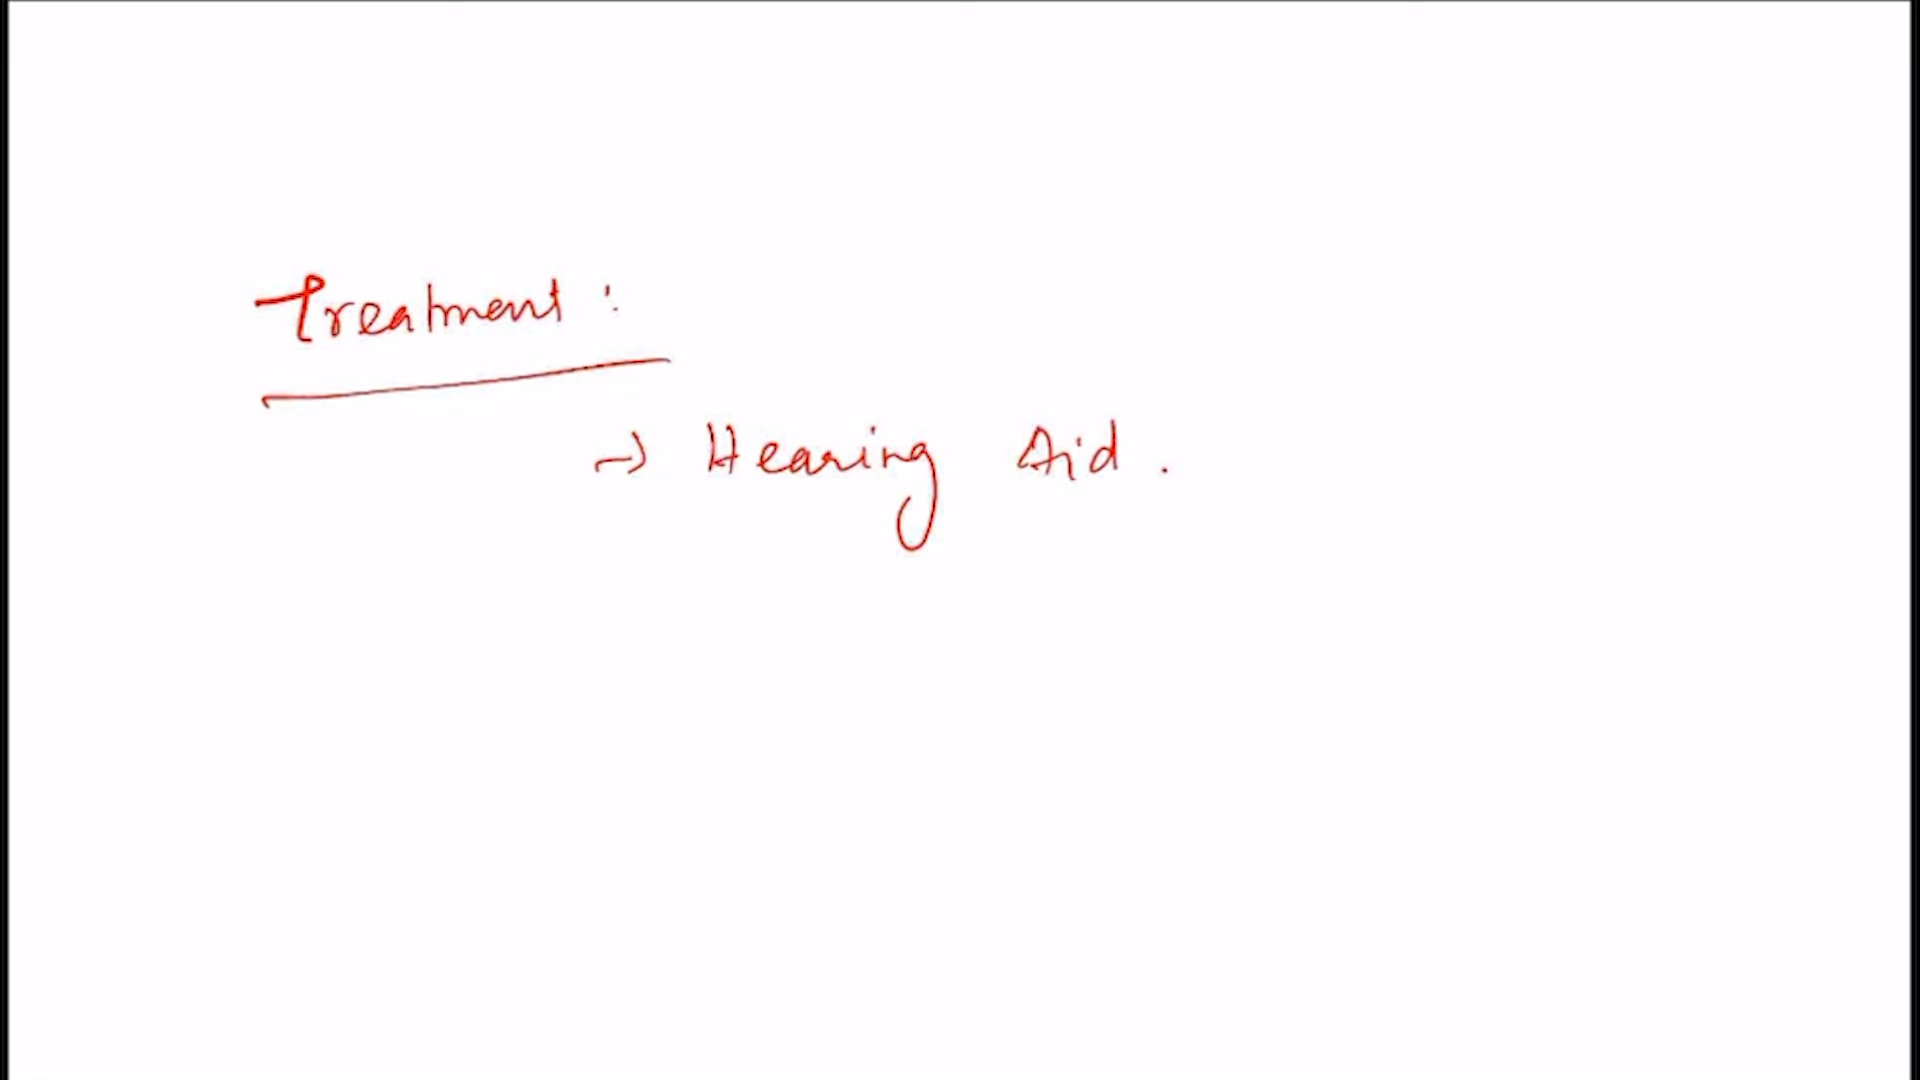 Treatment :
→ Hearing Aid .